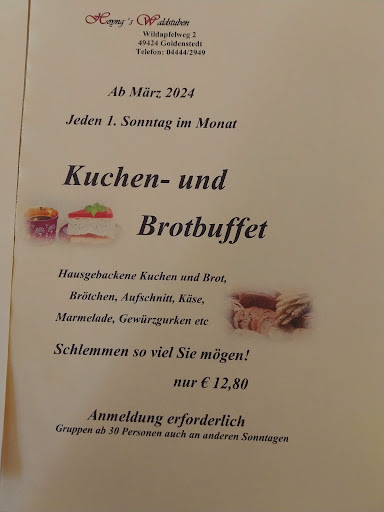 Høyng´s Waldstuben
Wildapfelweg 2
49424 Goldenstedt
Telefon: 04444/2949
Ab März 2024
Jeden 1. Sonntag im Monat
Kuchen- und
Brotbuffet
Hausgebackene Kuchen und Brot,
Brötchen, Aufschnitt, Käse,
Marmelade, Gewürzgurken etc
Schlemmen so viel Sie mögen!
nur € 12,80
Anmeldung erforderlich
Gruppen ab 30 Personen auch an anderen Sonntagen